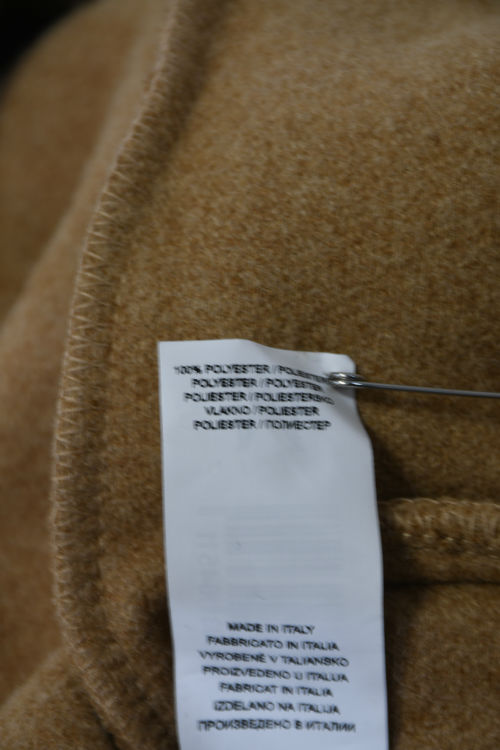 100% POLYESTER / POLIESTER
POLYESTER / POLYESTER
POLIESTER / POLIESTERSKO
VLAKNO / POLIESTER
POLIESTER / ПОЛИЕСТЕР
MADE IN ITALY
FABBRICATO IN ITALIA
VYROBENÉ V TALIANSKO
PROIZVEDENO U ITALIJA
FABRICAT IN ITALIA
IZDELANO NA ITALIJA
ПРОИЗВЕДЕНО В ИТАЛИИ